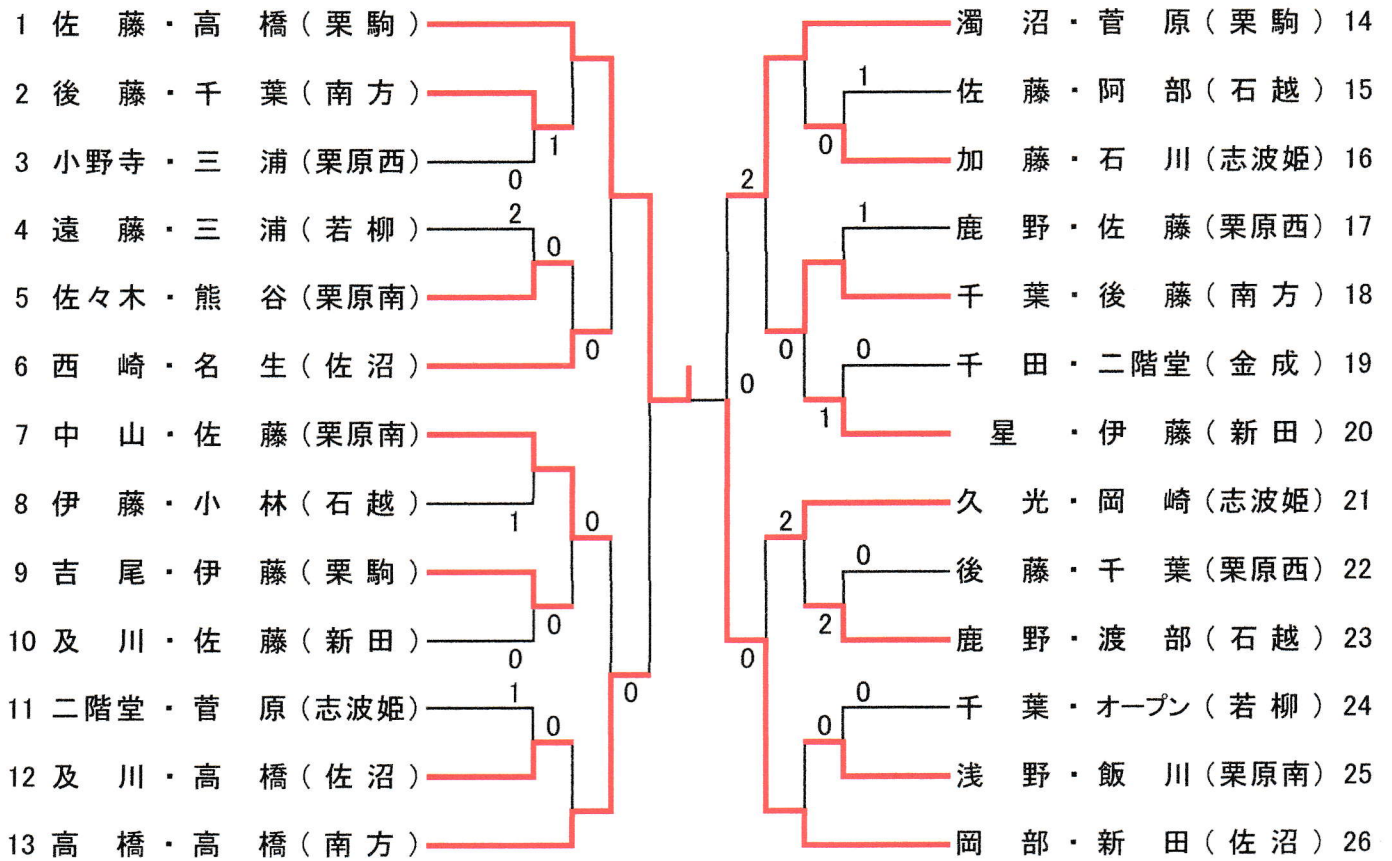 1 佐 藤・高 橋(栗駒)
2 後 藤・千 葉(南方)
1
3 小野寺・三 浦(栗原西)
0
2
4 遠 藤・三 浦(若柳)
0
5 佐々木・熊 谷(栗原南)
0
6 西 崎・名 生(佐沼)
7 中 山・佐 藤(栗原南)
8 伊 藤・小 林(石越)
1
0
9 吉 尾・伊 藤(栗駒)
0
10 及 川・佐 藤(新田)
0
1
0
11 二階堂・菅 原(志波姫)
0
12 及 川・高 橋(佐沼)
13 高 橋・高 橋(南方)
濁 沼・菅 原(栗駒) 14
1
佐 藤・阿 部(石越) 15
0
加 藤・石 川(志波姫) 16
2
1
鹿 野・佐 藤(栗原西) 17
千 葉・後 藤(南方) 18
0
0
千 田・二階堂(金成) 19
0
1
星 ・伊 藤(新田) 20
久 光・岡 崎(志波姫) 21
2
0
後 藤・千 葉(栗原西) 22
2
鹿 野・渡 部(石越) 23
0
0
千 葉・オープン(若柳) 24
0
浅 野・飯 川(栗原南) 25
岡 部・新 田(佐沼) 26